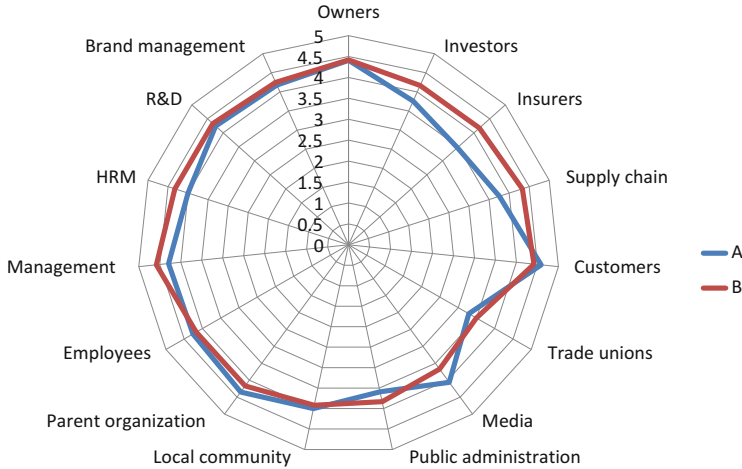 Owners
Investors
Insurers
Supply chain
Customers
Trade unions
Media
Public administration
Local community
Parent organization
Employees
Management
HRM
R&D
Brand management
5
4.5
4
3.5
3
2.5
2
1.5
1
0.5
0
A
B